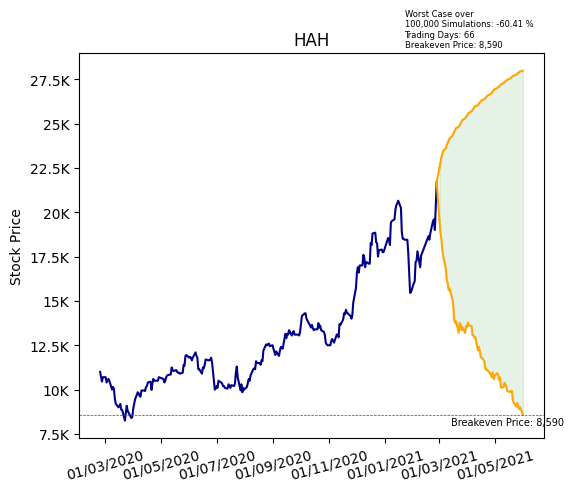 Worst Case over
100,000 Simulations: -60.41 %
Trading Days: 66
Breakeven Price: 8,590
HAH
Stock Price
27.5K
25K
22.5K
20K
17.5K
15K
12.5K
10K
7.5K
Breakeven Price: 8,590
01/03/2020
01/05/2020
01/07/2020
01/09/2020
01/11/2020
01/01/2021
01/03/2021
01/05/2021